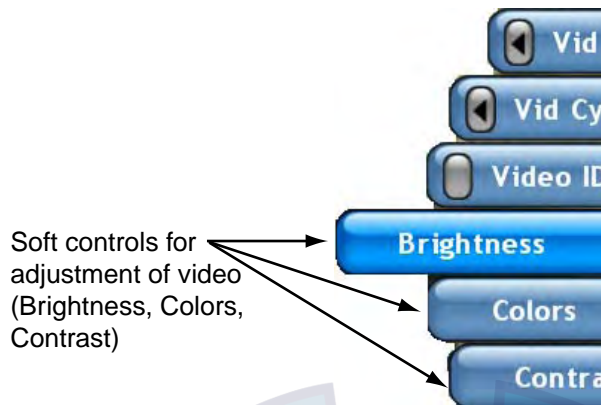 Vid
Vid Cy
Video ID
Brightness
Soft controls for
adjustment of video
(Brightness, Colors,
Contrast)
Colors
Contra